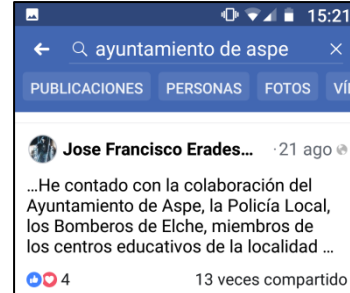 15:21
ayuntamiento de aspe
PUBLICACIONES PERSONAS FOTOS
Jose Francisco Erades... · 21 ago
...He contado con la colaboración del
Ayuntamiento de Aspe, la Policía Local,
los Bomberos de Elche, miembros de
los centros educativos de la localidad ...
4 13 veces compartido